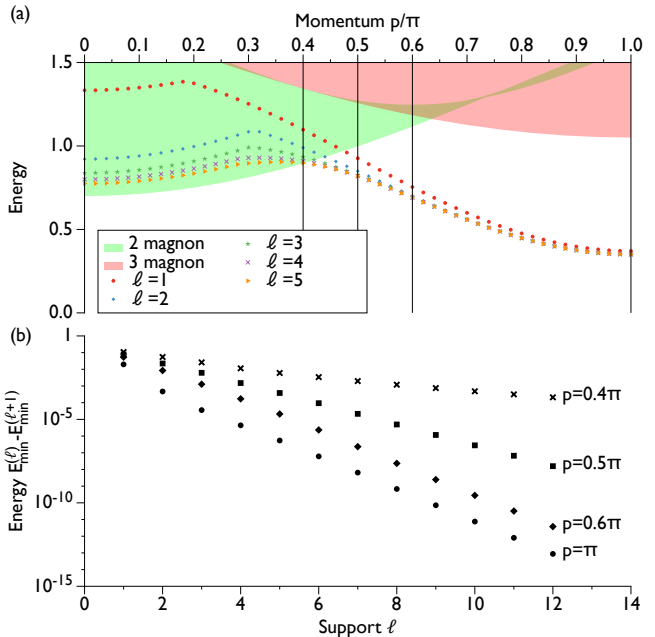 (a)
Momentum p/π
0 0.1 0.2 0.3 0.4 0.5 0.6 0.7 0.8 0.9 1.0
1.5
1.0
0.5
0.0
Energy
2 magnon
3 magnon
ℓ =1
ℓ =2
ℓ =3
ℓ =4
ℓ =5
(b)
1
10^-5
10^-10
10^-15
Energy E_min^(ℓ)-E_min^(ℓ+1)
p=0.4π
p=0.5π
p=0.6π
p=π
0 2 4 6 8 10 12 14
Support ℓ